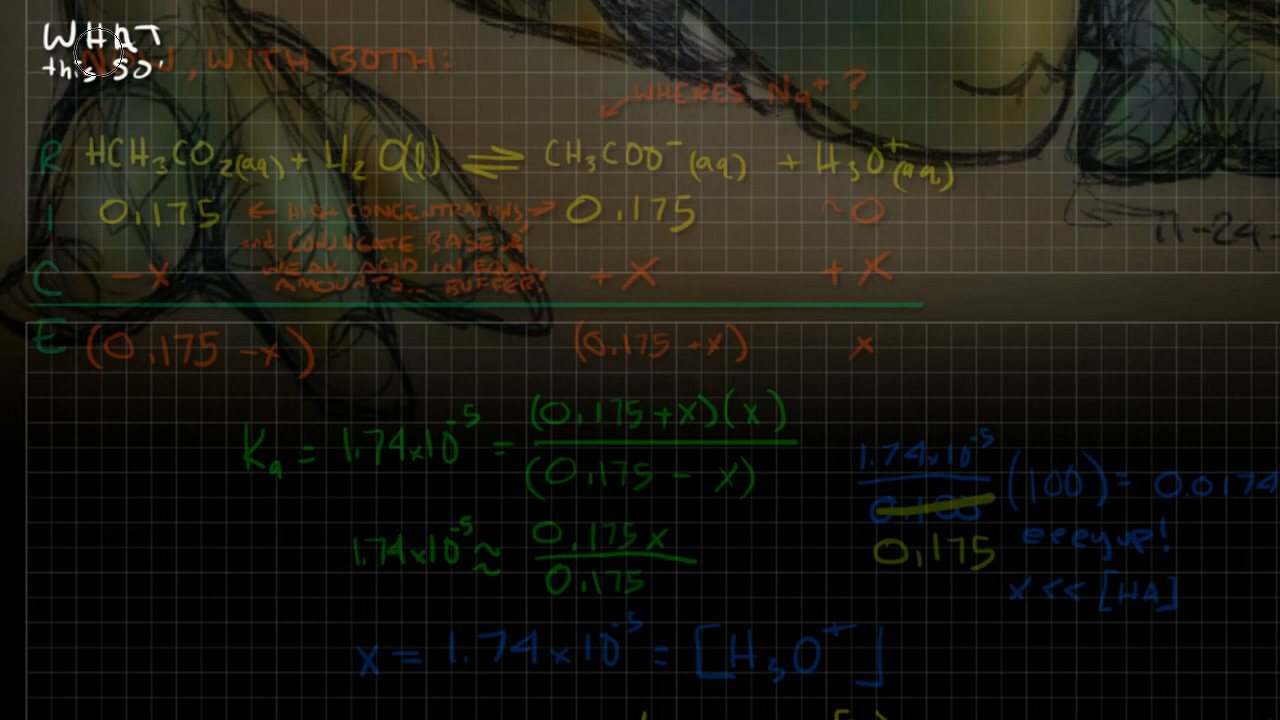 WHAT
this SO
NOW, WITH BOTH:
WHERE'S Na⁺?
R HCH₃CO₂(aq) + H₂O(l) ⇌ CH₃COO⁻(aq) + H₃O⁺(aq)
I 0.175 ← HIGH CONCENTRATIONS, → 0.175 ~0
and CONJUGATE BASE &
WEAK ACID IN EQUAL
C -X AMOUNTS... BUFFER! +X +X
E (0.175 -x) (0.175 +x) x
Kₐ = 1.74x10⁻⁵ = (0.175+x)(x) / (0.175 - x)
1.74x10⁻⁵ / 0.100 (100) = 0.0174
0.175 eeeyup!
1.74x10⁻⁵ ≈ 0.175x / 0.175
x << [HA]
x = 1.74x10⁻⁵ = [H₃O⁺]